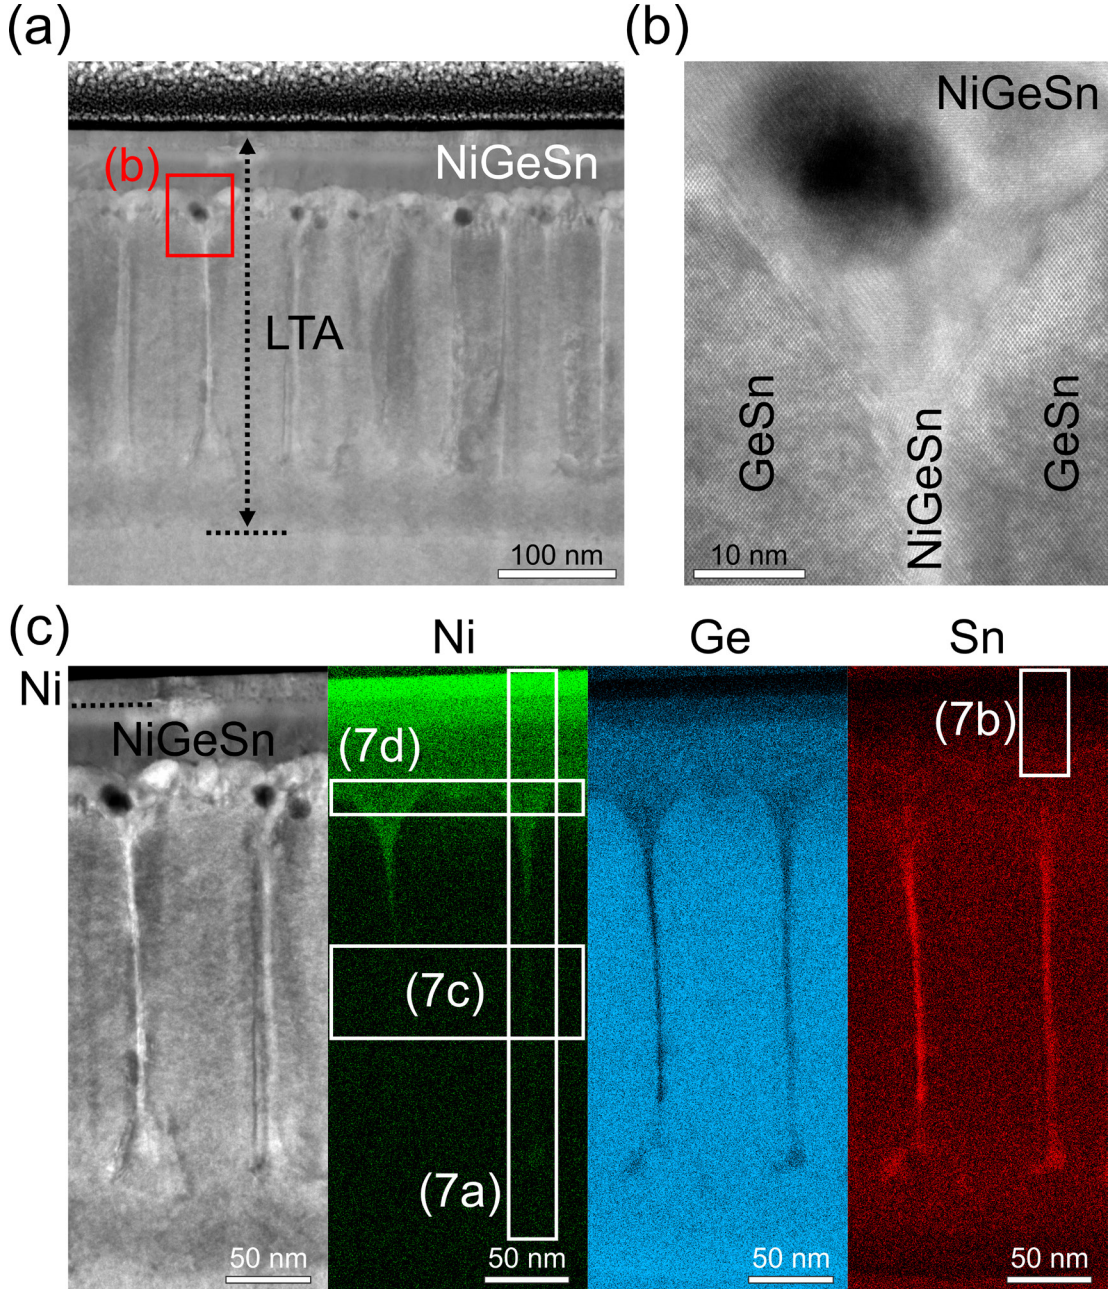 (a)
(b)
NiGeSn
(b)
LTA
100 nm
NiGeSn
GeSn
NiGeSn
GeSn
10 nm
(c)
Ni
Ge
Sn
Ni
NiGeSn
(7d)
(7b)
(7c)
(7a)
50 nm
50 nm
50 nm
50 nm